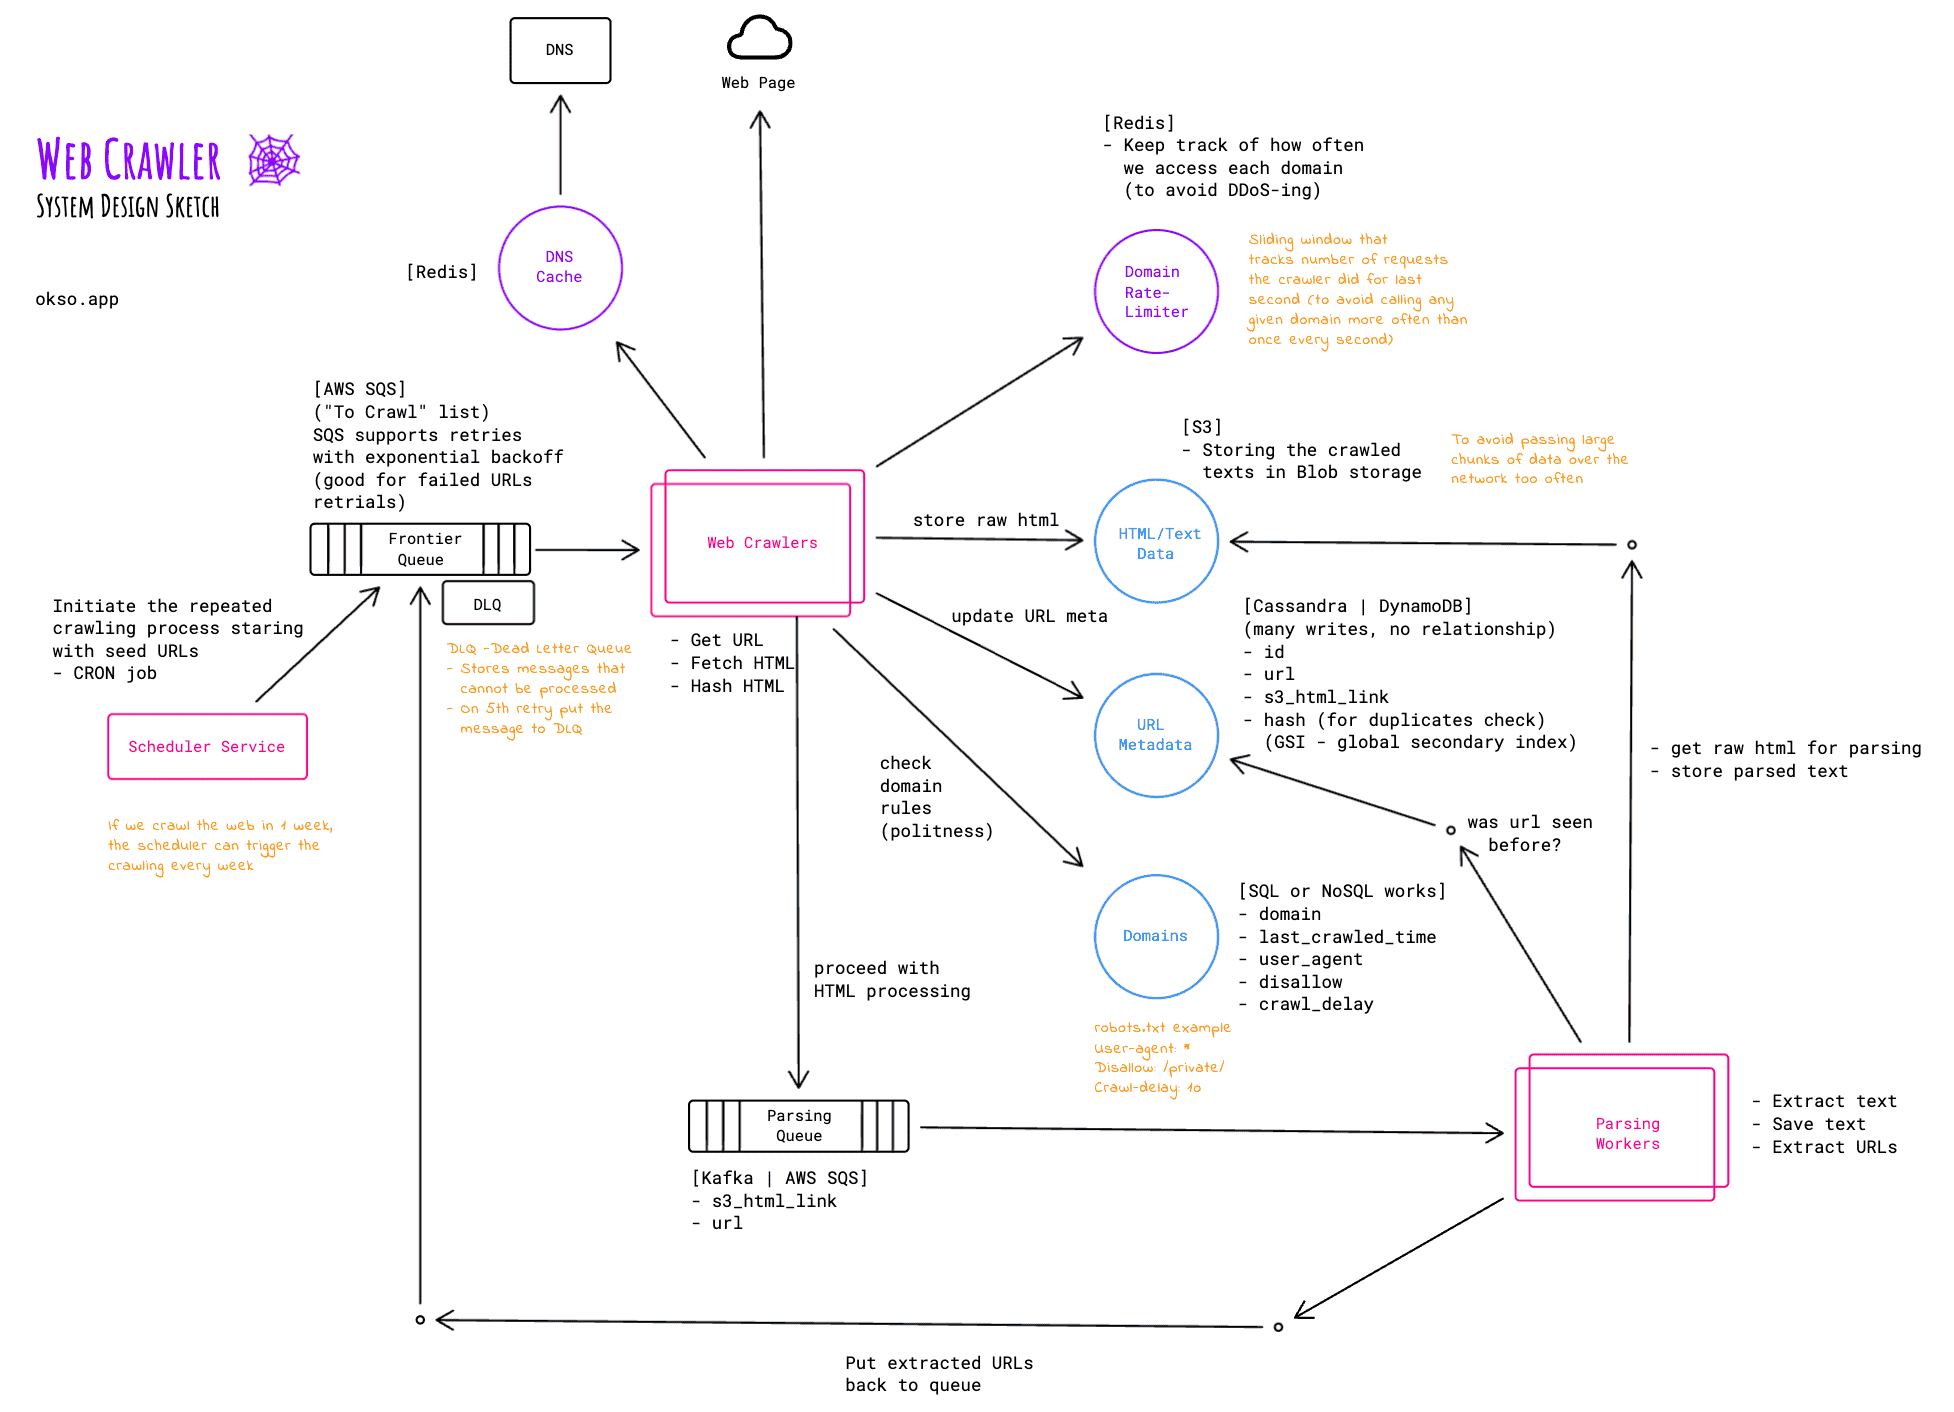 DNS
Web Page
Web Crawler
System Design Sketch
okso.app
[Redis]
DNS
Cache
[Redis]
- Keep track of how often
we access each domain
(to avoid DDoS-ing)
Domain
Rate-
Limiter
Sliding window that
tracks number of requests
the crawler did for last
second (to avoid calling any
given domain more often than
once every second)
[AWS SQS]
("To Crawl" list)
SQS supports retries
with exponential backoff
(good for failed URLs
retrials)
Frontier
Queue
DLQ
DLQ - Dead Letter Queue
- Stores messages that
cannot be processed
- On 5th retry put the
message to DLQ
Initiate the repeated
crawling process staring
with seed URLs
- CRON job
Scheduler Service
If we crawl the web in 1 week,
the scheduler can trigger the
crawling every week
Web Crawlers
- Get URL
- Fetch HTML
- Hash HTML
store raw html
[S3]
- Storing the crawled
texts in Blob storage
To avoid passing large
chunks of data over the
network too often
HTML/Text
Data
update URL meta
[Cassandra | DynamoDB]
(many writes, no relationship)
- id
- url
- s3_html_link
- hash (for duplicates check)
(GSI - global secondary index)
URL
Metadata
- get raw html for parsing
- store parsed text
was url seen
before?
check
domain
rules
(politness)
Domains
[SQL or NoSQL works]
- domain
- last_crawled_time
- user_agent
- disallow
- crawl_delay
robots.txt example
User-agent: *
Disallow: /private/
Crawl-delay: 10
proceed with
HTML processing
Parsing
Queue
[Kafka | AWS SQS]
- s3_html_link
- url
Parsing
Workers
- Extract text
- Save text
- Extract URLs
Put extracted URLs
back to queue